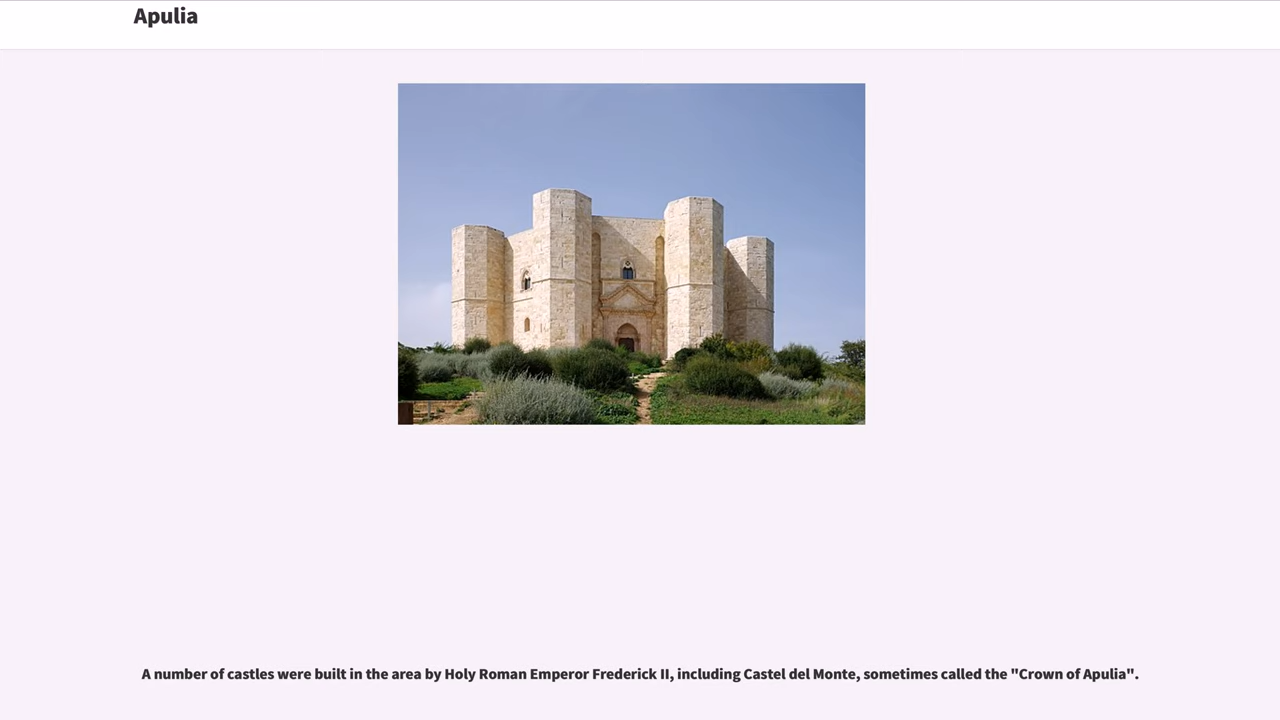 Apulia
A number of castles were built in the area by Holy Roman Emperor Frederick II, including Castel del Monte, sometimes called the "Crown of Apulia".